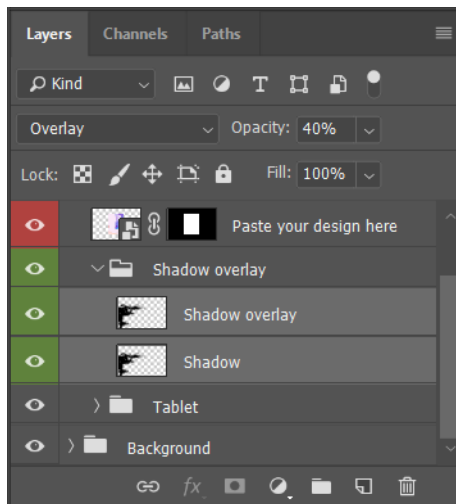 Layers Channels Paths
Kind T
Overlay Opacity: 40%
Lock: Fill: 100%
Paste your design here
Shadow overlay
Shadow overlay
Shadow
Tablet
Background
fx